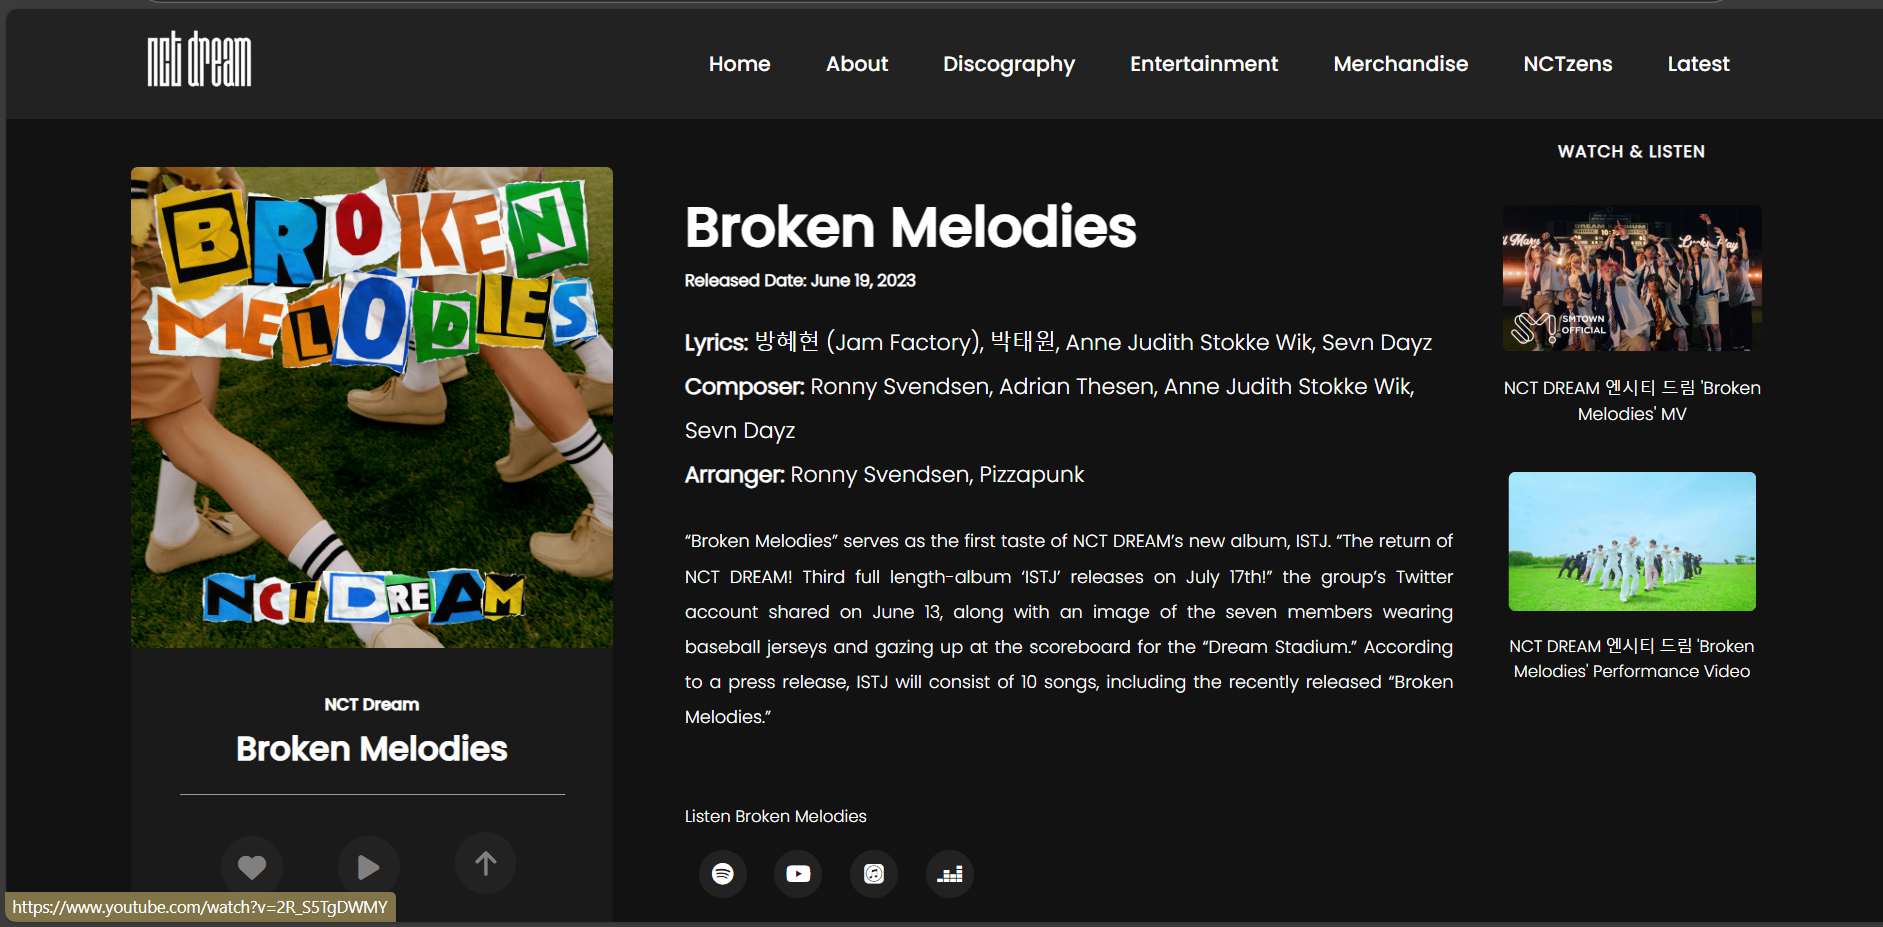 nct dream
Home About Discography Entertainment Merchandise NCTzens Latest
BROKEN
MELODIES
NCT DREAM
NCT Dream
Broken Melodies
Broken Melodies
Released Date: June 19, 2023
Lyrics: 방혜현 (Jam Factory), 박태원, Anne Judith Stokke Wik, Sevn Dayz
Composer: Ronny Svendsen, Adrian Thesen, Anne Judith Stokke Wik,
Sevn Dayz
Arranger: Ronny Svendsen, Pizzapunk
“Broken Melodies” serves as the first taste of NCT DREAM’s new album, ISTJ. “The return of
NCT DREAM! Third full length-album ‘ISTJ’ releases on July 17th!” the group’s Twitter
account shared on June 13, along with an image of the seven members wearing
baseball jerseys and gazing up at the scoreboard for the “Dream Stadium.” According
to a press release, ISTJ will consist of 10 songs, including the recently released “Broken
Melodies.”
Listen Broken Melodies
WATCH & LISTEN
SMTOWN
OFFICIAL
NCT DREAM 엔시티 드림 'Broken
Melodies' MV
NCT DREAM 엔시티 드림 'Broken
Melodies' Performance Video
https://www.youtube.com/watch?v=2R_S5TgDWMY